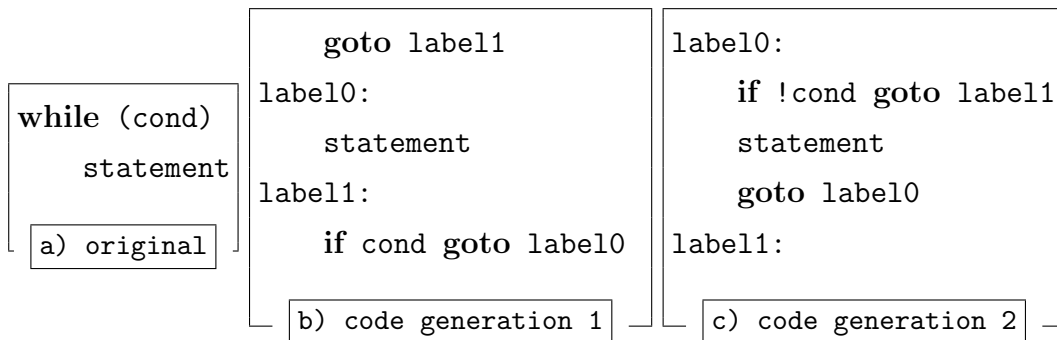 while (cond)
    statement
a) original
    goto label1
label0:
    statement
label1:
    if cond goto label0
b) code generation 1
label0:
    if !cond goto label1
    statement
    goto label0
label1:
c) code generation 2